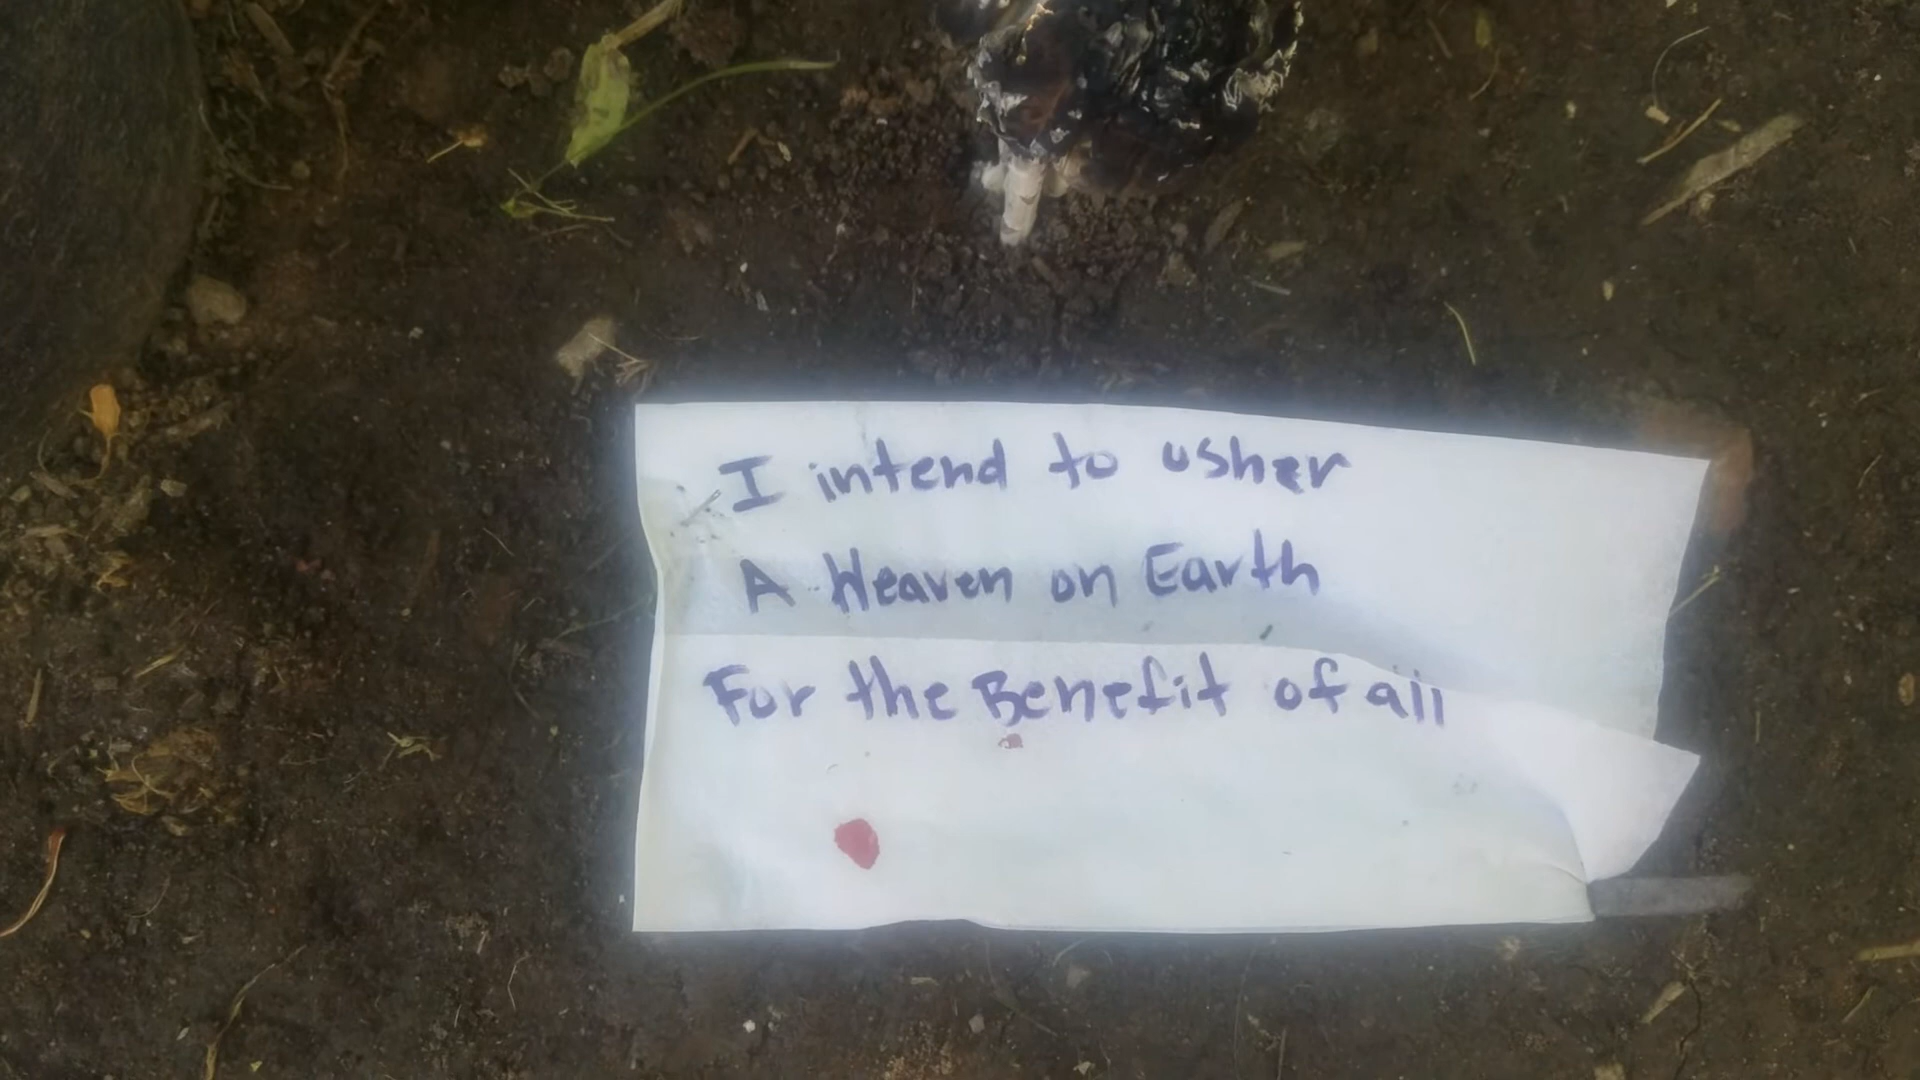 I intend to usher
A Heaven on Earth
For the Benefit of all